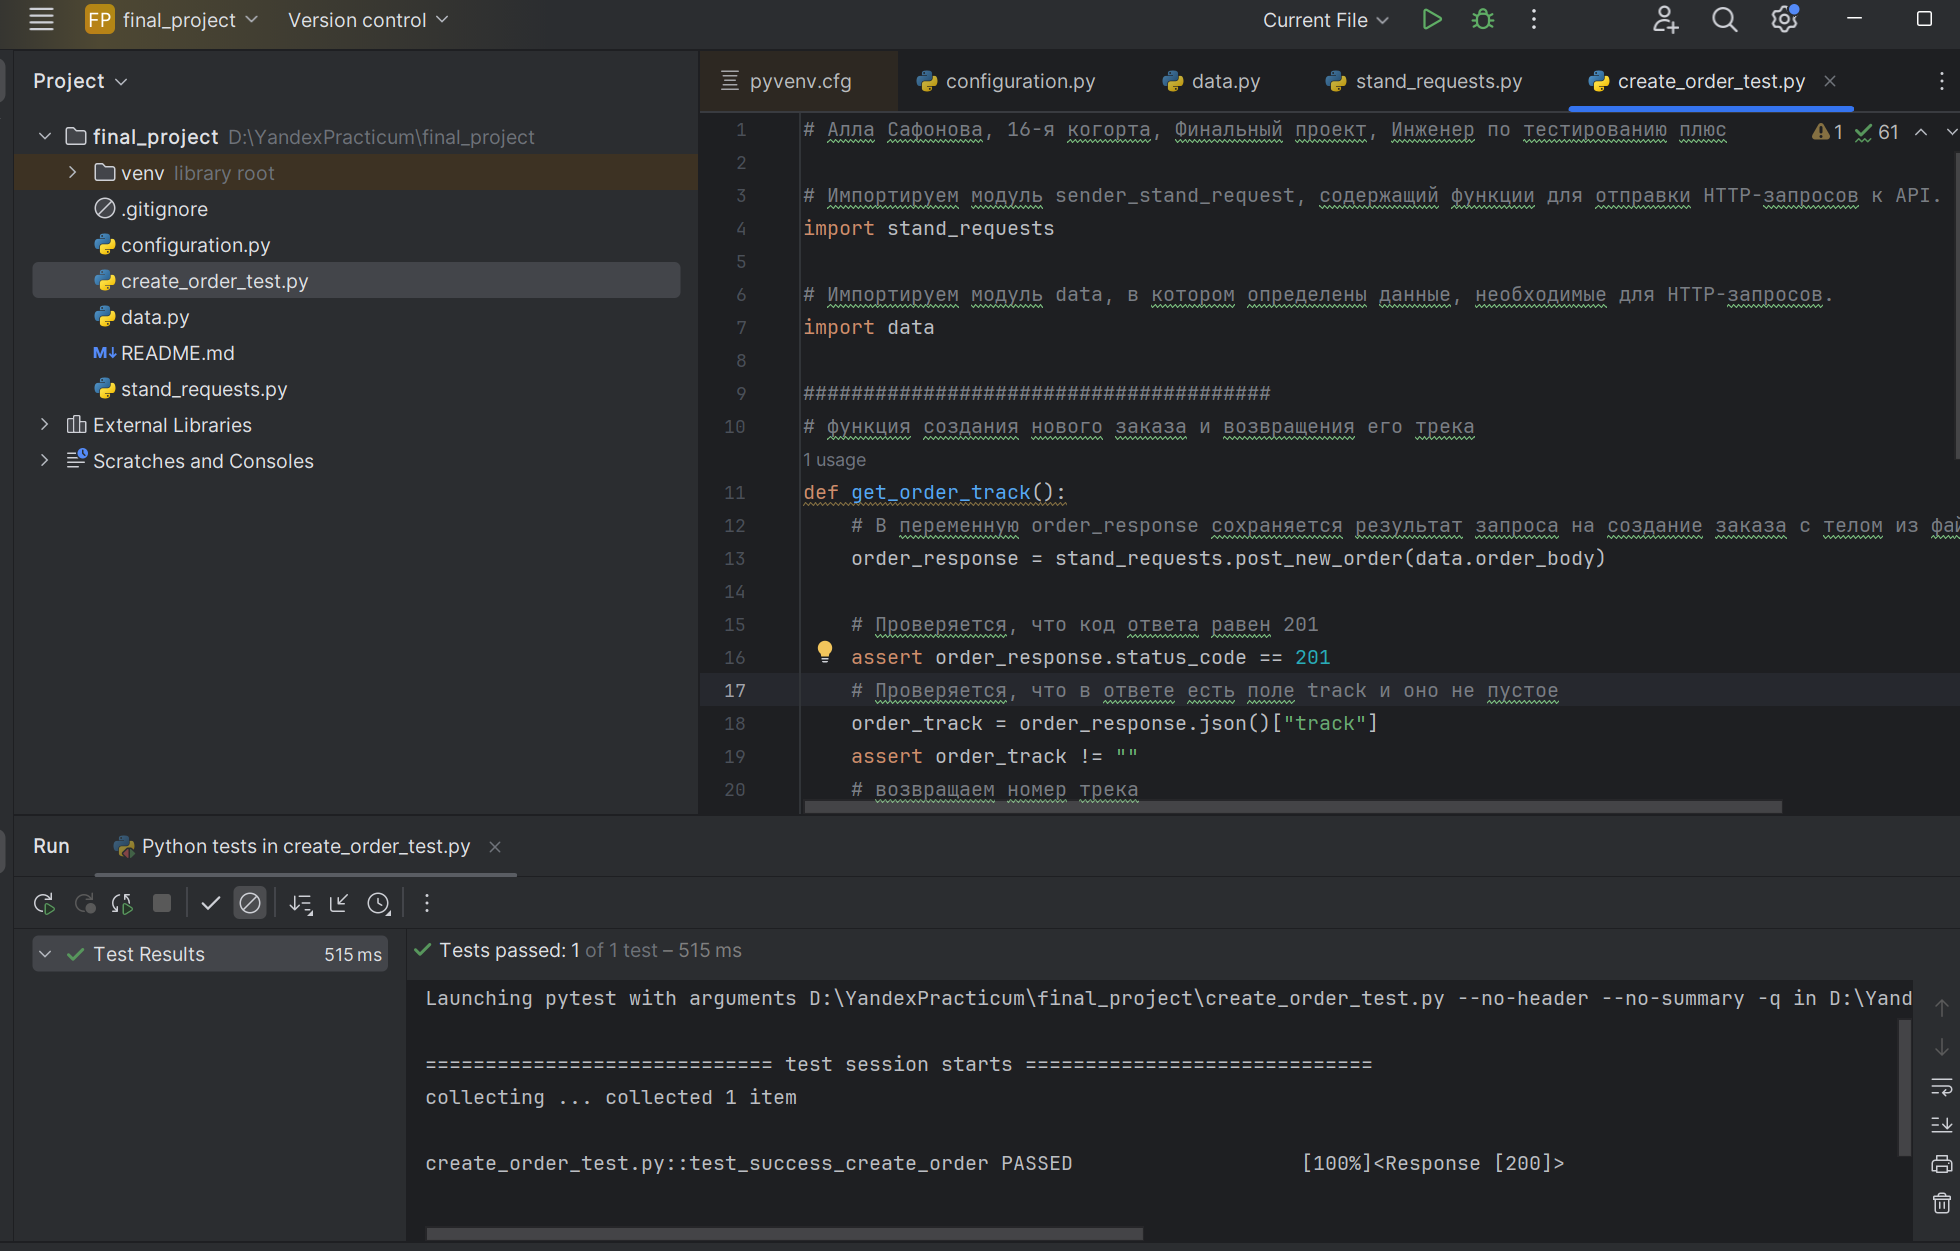 FP final_project Version control Current File
Project
final_project D:\YandexPracticum\final_project
venv library root
.gitignore
configuration.py
create_order_test.py
data.py
M↓ README.md
stand_requests.py
External Libraries
Scratches and Consoles
pyvenv.cfg configuration.py data.py stand_requests.py create_order_test.py
1 61
1 # Алла Сафонова, 16-я когорта, Финальный проект, Инженер по тестированию плюс
2
3 # Импортируем модуль sender_stand_request, содержащий функции для отправки HTTP-запросов к API.
4 import stand_requests
5
6 # Импортируем модуль data, в котором определены данные, необходимые для HTTP-запросов.
7 import data
8
9 #######################################
10 # функция создания нового заказа и возвращения его трека
1 usage
11 def get_order_track():
12 # В переменную order_response сохраняется результат запроса на создание заказа с телом из фай
13 order_response = stand_requests.post_new_order(data.order_body)
14
15 # Проверяется, что код ответа равен 201
16 assert order_response.status_code == 201
17 # Проверяется, что в ответе есть поле track и оно не пустое
18 order_track = order_response.json()["track"]
19 assert order_track != ""
20 # возвращаем номер трека
Run Python tests in create_order_test.py
Test Results 515 ms
Tests passed: 1 of 1 test – 515 ms
Launching pytest with arguments D:\YandexPracticum\final_project\create_order_test.py --no-header --no-summary -q in D:\Yand
============================= test session starts =============================
collecting ... collected 1 item
create_order_test.py::test_success_create_order PASSED [100%]<Response [200]>